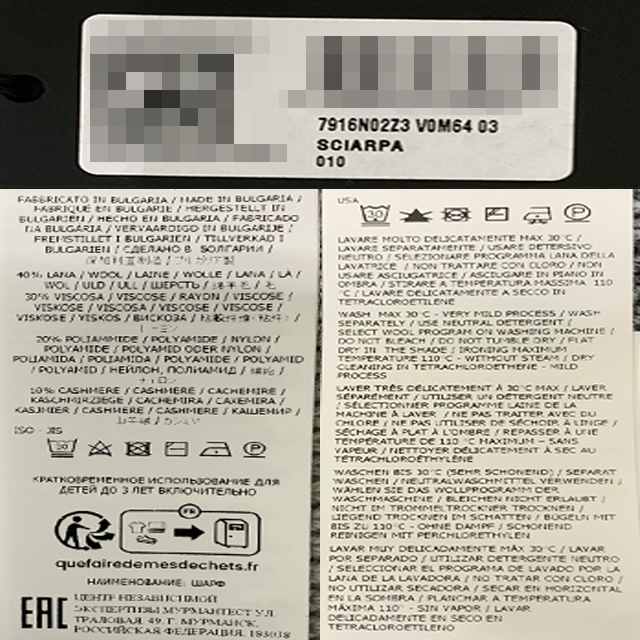 7916N02Z3 V0M64 03
SCIARPA
010
FABBRICATO IN BULGARIA / MADE IN BULGARIA /
FABRIQUÉ EN BULGARIE / HERGESTELLT IN
BULGARIEN / HECHO EN BULGARIA / FABRICADO
NA BULGÁRIA / VERVAARDIGD IN BULGARIJE /
FREMSTILLET I BULGARIEN / TILLVERKAD I
BULGARIEN / СДЕЛАНО В БОЛГАРИИ /
40% LANA / WOOL / LAINE / WOLLE / LANA / LÃ /
WOL / ULD / ULL / ШЕРСТЬ /
30% VISCOSA / VISCOSE / RAYON / VISCOSE /
VISKOSE / VISCOSA / VISCOSE / VISCOSE /
VISKOSE / VISKOS / ВИСКОЗА /
20% POLIAMMIDE / POLYAMIDE / NYLON /
POLYAMIDE / POLYAMID ODER NYLON /
POLIAMIDA / POLIAMIDA / POLYAMIDE / POLYAMID
/ POLYAMID / НЕЙЛОН, ПОЛИАМИД /
10% CASHMERE / CASHMERE / CACHEMIRE /
KASCHMIRZIEGE / CACHEMIRA / CAXEMIRA /
KASJMIER / CASHMERE / CASHMERE / КАШЕМИР /
ISO - JIS
30
КРАТКОВРЕМЕННОЕ ИСПОЛЬЗОВАНИЕ ДЛЯ
ДЕТЕЙ ДО 3 ЛЕТ ВКЛЮЧИТЕЛЬНО
FR
quefairedemesdechets.fr
НАИМЕНОВАНИЕ: ШАРФ
EAC
ЦЕНТР НЕЗАВИСИМОЙ
ЭКСПЕРТИЗЫ МУРМАНТЕСТ УЛ.
ТРАЛОВАЯ, 49, Г. МУРМАНСК,
РОССИЙСКАЯ ФЕДЕРАЦИЯ, 183038
USA
30
LAVARE MOLTO DELICATAMENTE MAX 30°C /
LAVARE SEPARATAMENTE / USARE DETERSIVO
NEUTRO / SELEZIONARE PROGRAMMA LANA DELLA
LAVATRICE / NON TRATTARE CON CLORO / NON
USARE ASCIUGATRICE / ASCIUGARE IN PIANO IN
OMBRA / STIRARE A TEMPERATURA MASSIMA 110
°C / LAVARE DELICATAMENTE A SECCO IN
TETRACLOROETILENE
WASH MAX 30°C - VERY MILD PROCESS / WASH
SEPARATELY / USE NEUTRAL DETERGENT /
SELECT WOOL PROGRAM ON WASHING MACHINE /
DO NOT BLEACH / DO NOT TUMBLE DRY / FLAT
DRY IN THE SHADE / IRONING MAXIMUM
TEMPERATURE 110°C - WITHOUT STEAM / DRY
CLEANING IN TETRACHLOROETHENE - MILD
PROCESS
LAVER TRÈS DÉLICATEMENT À 30°C MAX / LAVER
SÉPARÉMENT / UTILISER UN DÉTERGENT NEUTRE
/ SÉLECTIONNER PROGRAMME LAINE DE LA
MACHINE À LAVER / NE PAS TRAITER AVEC DU
CHLORE / NE PAS UTILISER DE SÉCHOIR À LINGE /
SÉCHAGE À PLAT À L'OMBRE / REPASSER À UNE
TEMPÉRATURE DE 110 °C MAXIMUM – SANS
VAPEUR / NETTOYER DÉLICATEMENT À SEC AU
TÉTRACHLOROÉTHYLÈNE
WASCHEN BIS 30°C (SEHR SCHONEND) / SEPARAT
WASCHEN / NEUTRALWASCHMITTEL VERWENDEN /
WÄHLEN SIE DAS WOLLPROGRAMM DER
WASCHMASCHINE / BLEICHEN NICHT ERLAUBT /
NICHT IM TROMMELTROCKNER TROCKNEN /
LIEGEND TROCKNEN IM SCHATTEN / BÜGELN MIT
BIS ZU 110°C - OHNE DAMPF / SCHONEND
REINIGEN MIT PERCHLORETHYLEN
LAVAR MUY DELICADAMENTE MÁX 30°C / LAVAR
POR SEPARADO / UTILIZAR DETERGENTE NEUTRO
/ SELECCIONAR EL PROGRAMA DE LAVADO POR LA
LANA DE LA LAVADORA / NO TRATAR CON CLORO /
NO UTILIZAR SECADORA / SECAR EN HORIZONTAL
EN LA SOMBRA / PLANCHAR A TEMPERATURA
MÁXIMA 110° - SIN VAPOR / LAVAR
DELICADAMENTE EN SECO EN
TETRACLOROETILENO